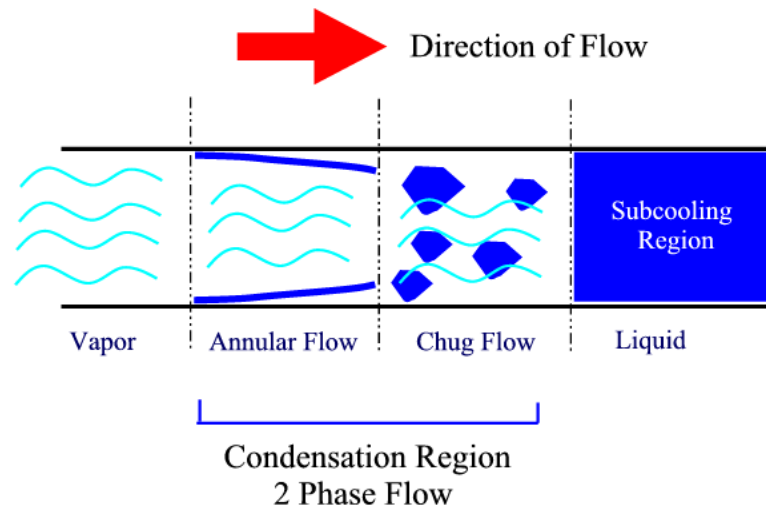 Direction of Flow
Subcooling
Region
Vapor
Annular Flow
Chug Flow
Liquid
Condensation Region
2 Phase Flow